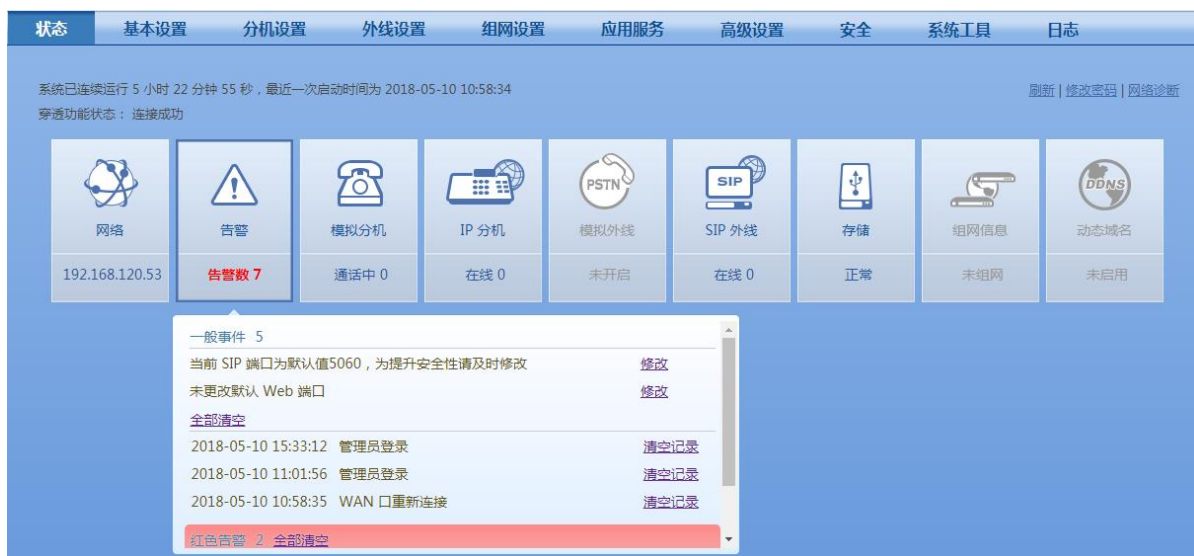 状态 基本设置 分机设置 外线设置 组网设置 应用服务 高级设置 安全 系统工具 日志
系统已连续运行 5 小时 22 分钟 55 秒，最近一次启动时间为 2018-05-10 10:58:34
刷新 | 修改密码 | 网络诊断
穿透功能状态： 连接成功
PSTN SIP DDNS
网络 告警 模拟分机 IP 分机 模拟外线 SIP 外线 存储 组网信息 动态域名
192.168.120.53 告警数 7 通话中 0 在线 0 未开启 在线 0 正常 未组网 未启用
一般事件 5
当前 SIP 端口为默认值5060，为提升安全性请及时修改 修改
未更改默认 Web 端口 修改
全部清空
2018-05-10 15:33:12 管理员登录 清空记录
2018-05-10 11:01:56 管理员登录 清空记录
2018-05-10 10:58:35 WAN 口重新连接 清空记录
红色告警 2 全部清空